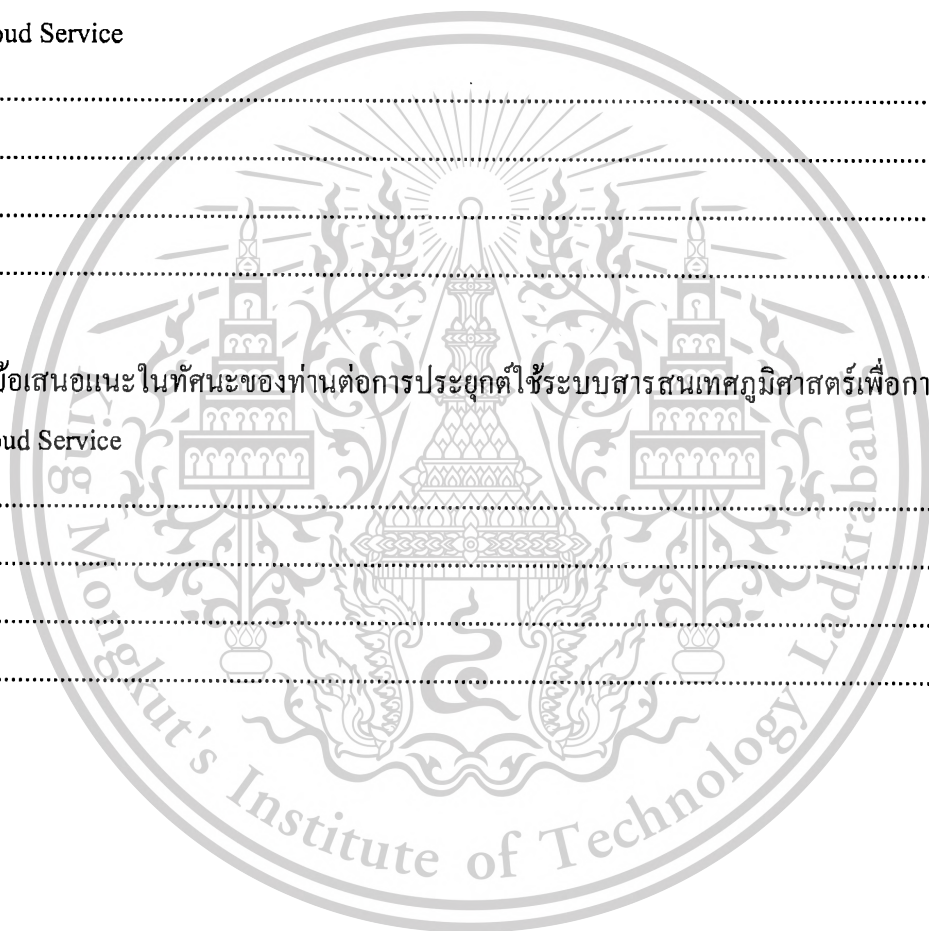 oud Service
ข้อเสนอแนะในทัศนะของท่านต่อการประยุกต์ใช้ระบบสารสนเทศภูมิศาสตร์เพื่อกา
oud Service
King Mongkut's Institute of Technology Ladkrabang